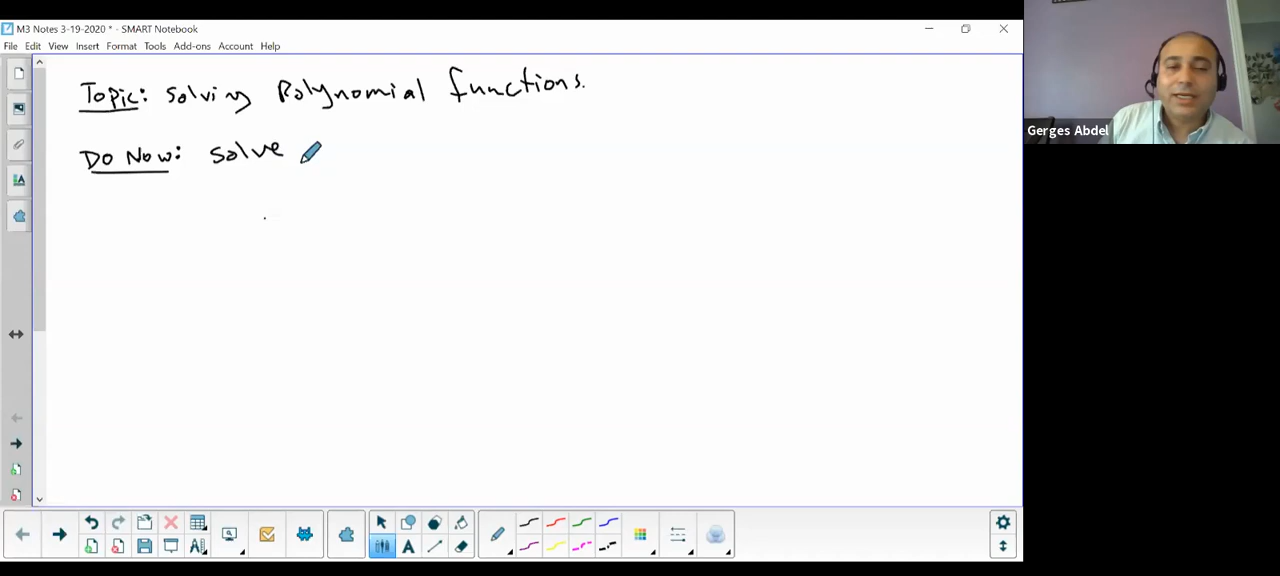 M3 Notes 3-19-2020 * - SMART Notebook
File Edit View Insert Format Tools Add-ons Account Help
Topic: Solving Polynomial functions.
Do Now: Solve
Gerges Abdel